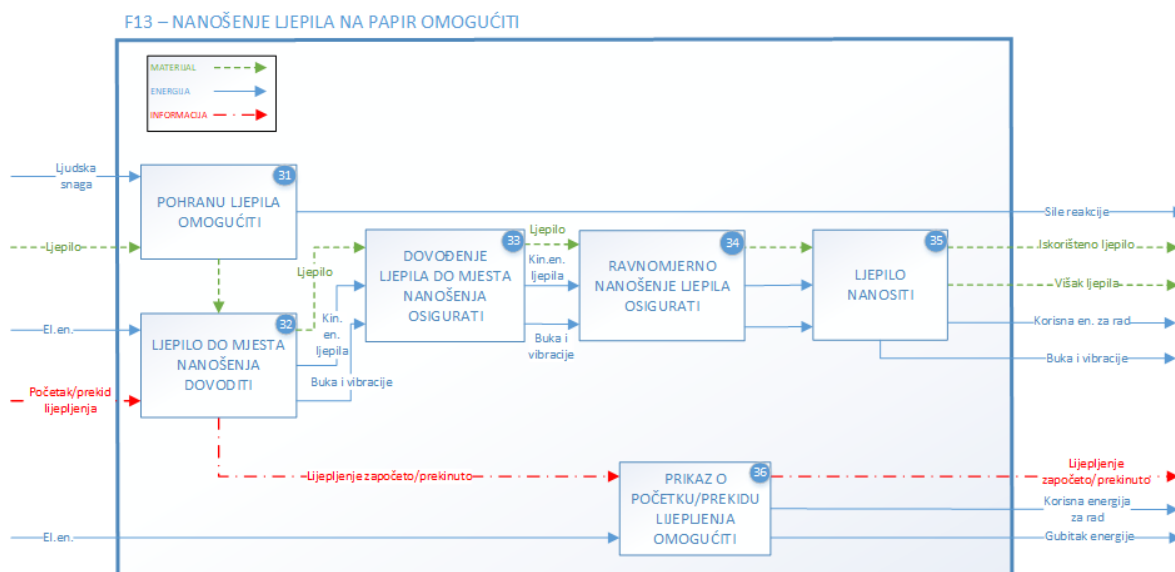 F13 – NANOŠENJE LJEPILA NA PAPIR OMOGUĆITI
MATERIJAL
ENERGIJA
INFORMACIJA
Ljudska
snaga
31
POHRANU LJEPILA
OMOGUĆITI
Sile reakcije
Ljepilo
Ljepilo
33
DOVOĐENJE
LJEPILA DO MJESTA
NANOŠENJA
OSIGURATI
Ljepilo
Kin.en.
ljepila
Buka i
vibracije
34
RAVNOMJERNO
NANOŠENJE LJEPILA
OSIGURATI
35
LJEPILO
NANOSITI
Iskorišteno ljepilo
Višak ljepila
Korisna en. za rad
Buka i vibracije
El.en.
32
LJEPILO DO MJESTA
NANOŠENJA
DOVODITI
Kin.
en.
ljepila
Buka i vibracije
Početak/prekid
lijepljenja
Lijepljenje započeto/prekinuto
36
PRIKAZ O
POČETKU/PREKIDU
LIJEPLJENJA
OMOGUĆITI
Lijepljenje
započeto/prekinuto
Korisna energija
za rad
El.en.
Gubitak energije